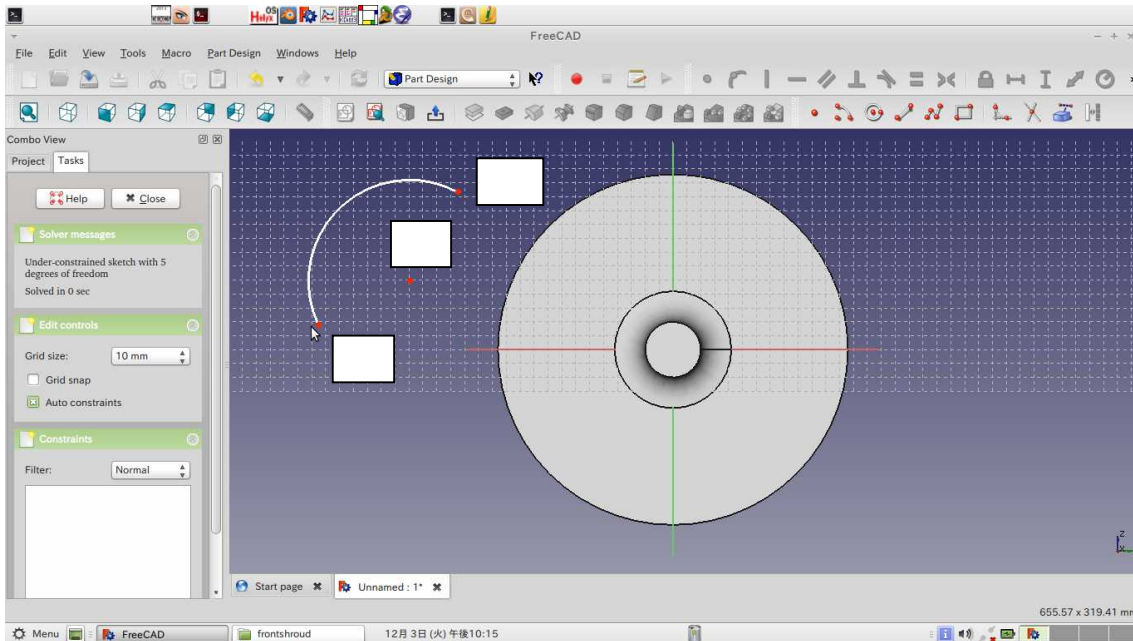 FreeCAD
File Edit View Tools Macro Part Design Windows Help
Part Design
Combo View
Project Tasks
Help Close
Solver messages
Under-constrained sketch with 5
degrees of freedom
Solved in 0 sec
Edit controls
Grid size: 10 mm
Grid snap
Auto constraints
Constraints
Filter: Normal
Z
X
Start page Unnamed : 1*
655.57 x 319.41 mm
Menu FreeCAD frontshroud 12月 3日 (火) 午後10:15